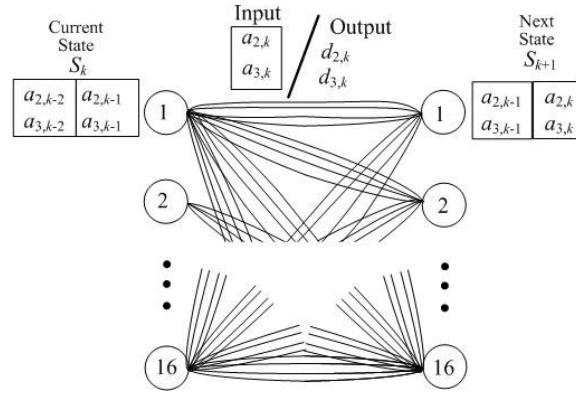 Current
State
S_k
a_{2,k-2} a_{2,k-1}
a_{3,k-2} a_{3,k-1}
Input
a_{2,k}
a_{3,k}
Output
d_{2,k}
d_{3,k}
Next
State
S_{k+1}
a_{2,k-1} a_{2,k}
a_{3,k-1} a_{3,k}
1 1
2 2
16 16